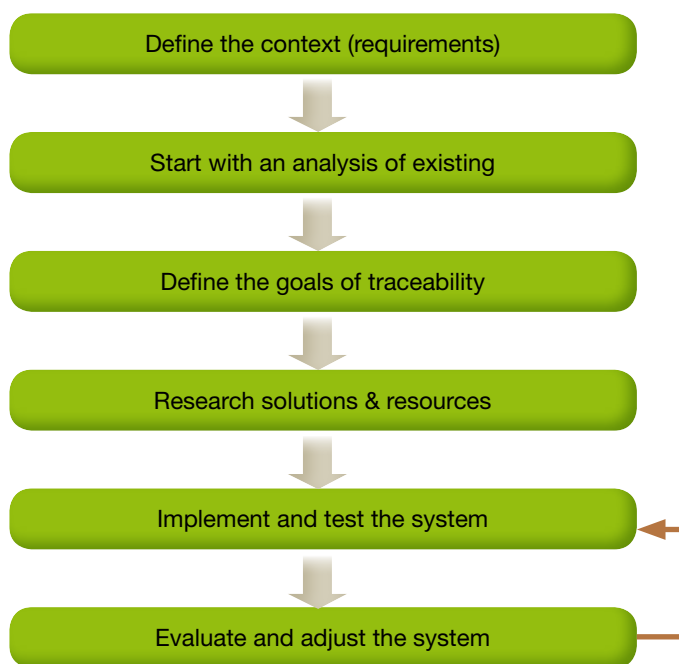 Define the context (requirements)
Start with an analysis of existing
Define the goals of traceability
Research solutions & resources
Implement and test the system
Evaluate and adjust the system